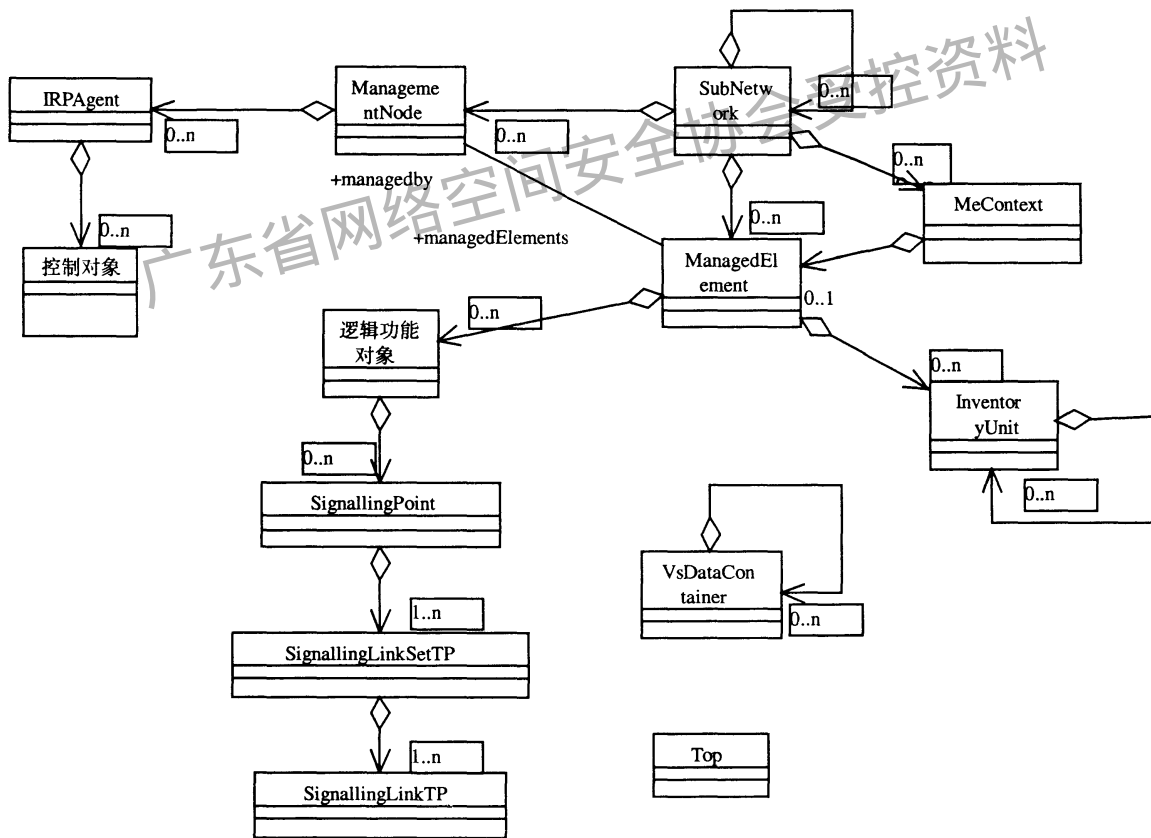 IRPAgent
0..n
Manageme
ntNode
0..n
SubNetw
ork
0..n
0..n
MeContext
+managedby
+managedElements
0..n
控制对象
0..n
ManagedEl
ement
0..1
0..n
逻辑功能
对象
0..n
Inventor
yUnit
0..n
0..n
SignallingPoint
1..n
SignallingLinkSetTP
1..n
SignallingLinkTP
VsDataCon
tainer
0..n
Top
广东省网络空间安全协会受控资料